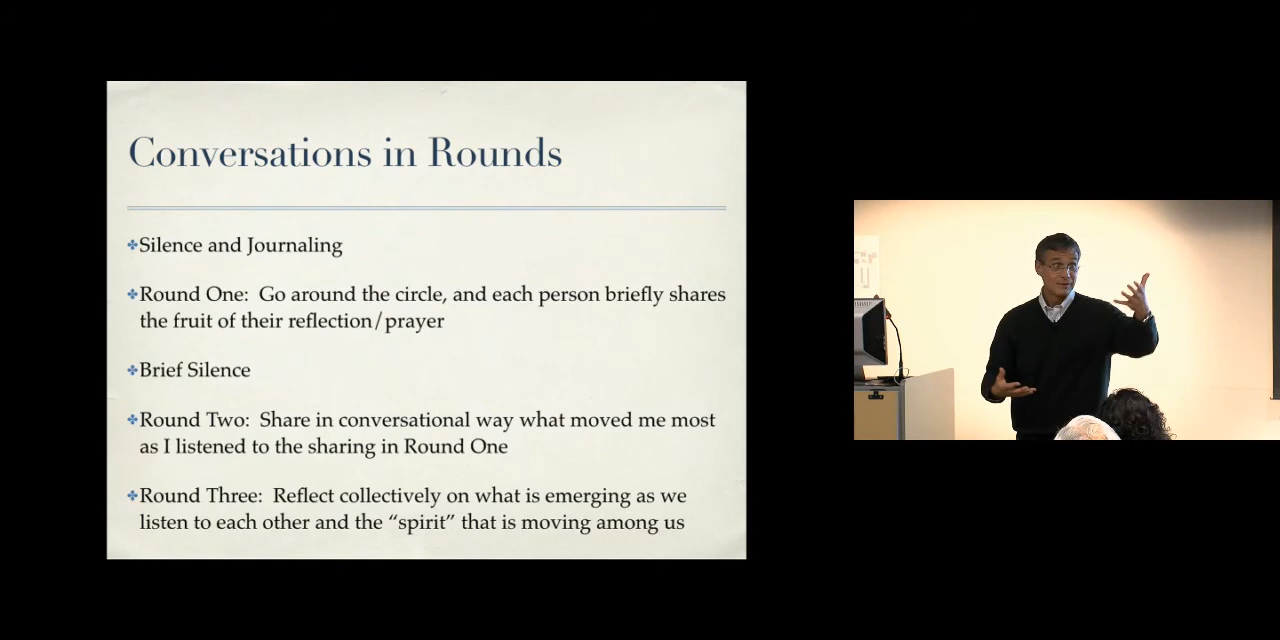 Conversations in Rounds
✤Silence and Journaling
✤Round One:  Go around the circle, and each person briefly shares
the fruit of their reflection/prayer
✤Brief Silence
✤Round Two:  Share in conversational way what moved me most
as I listened to the sharing in Round One
✤Round Three:  Reflect collectively on what is emerging as we
listen to each other and the “spirit” that is moving among us